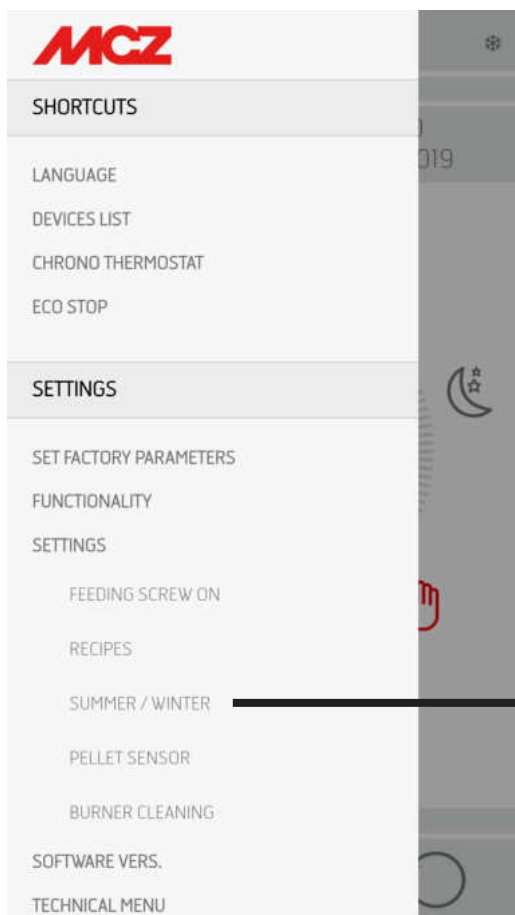 MCZ
SHORTCUTS
019
LANGUAGE
DEVICES LIST
CHRONO THERMOSTAT
ECO STOP
SETTINGS
SET FACTORY PARAMETERS
FUNCTIONALITY
SETTINGS
FEEDING SCREW ON
RECIPES
SUMMER / WINTER
PELLET SENSOR
BURNER CLEANING
SOFTWARE VERS.
TECHNICAL MENU